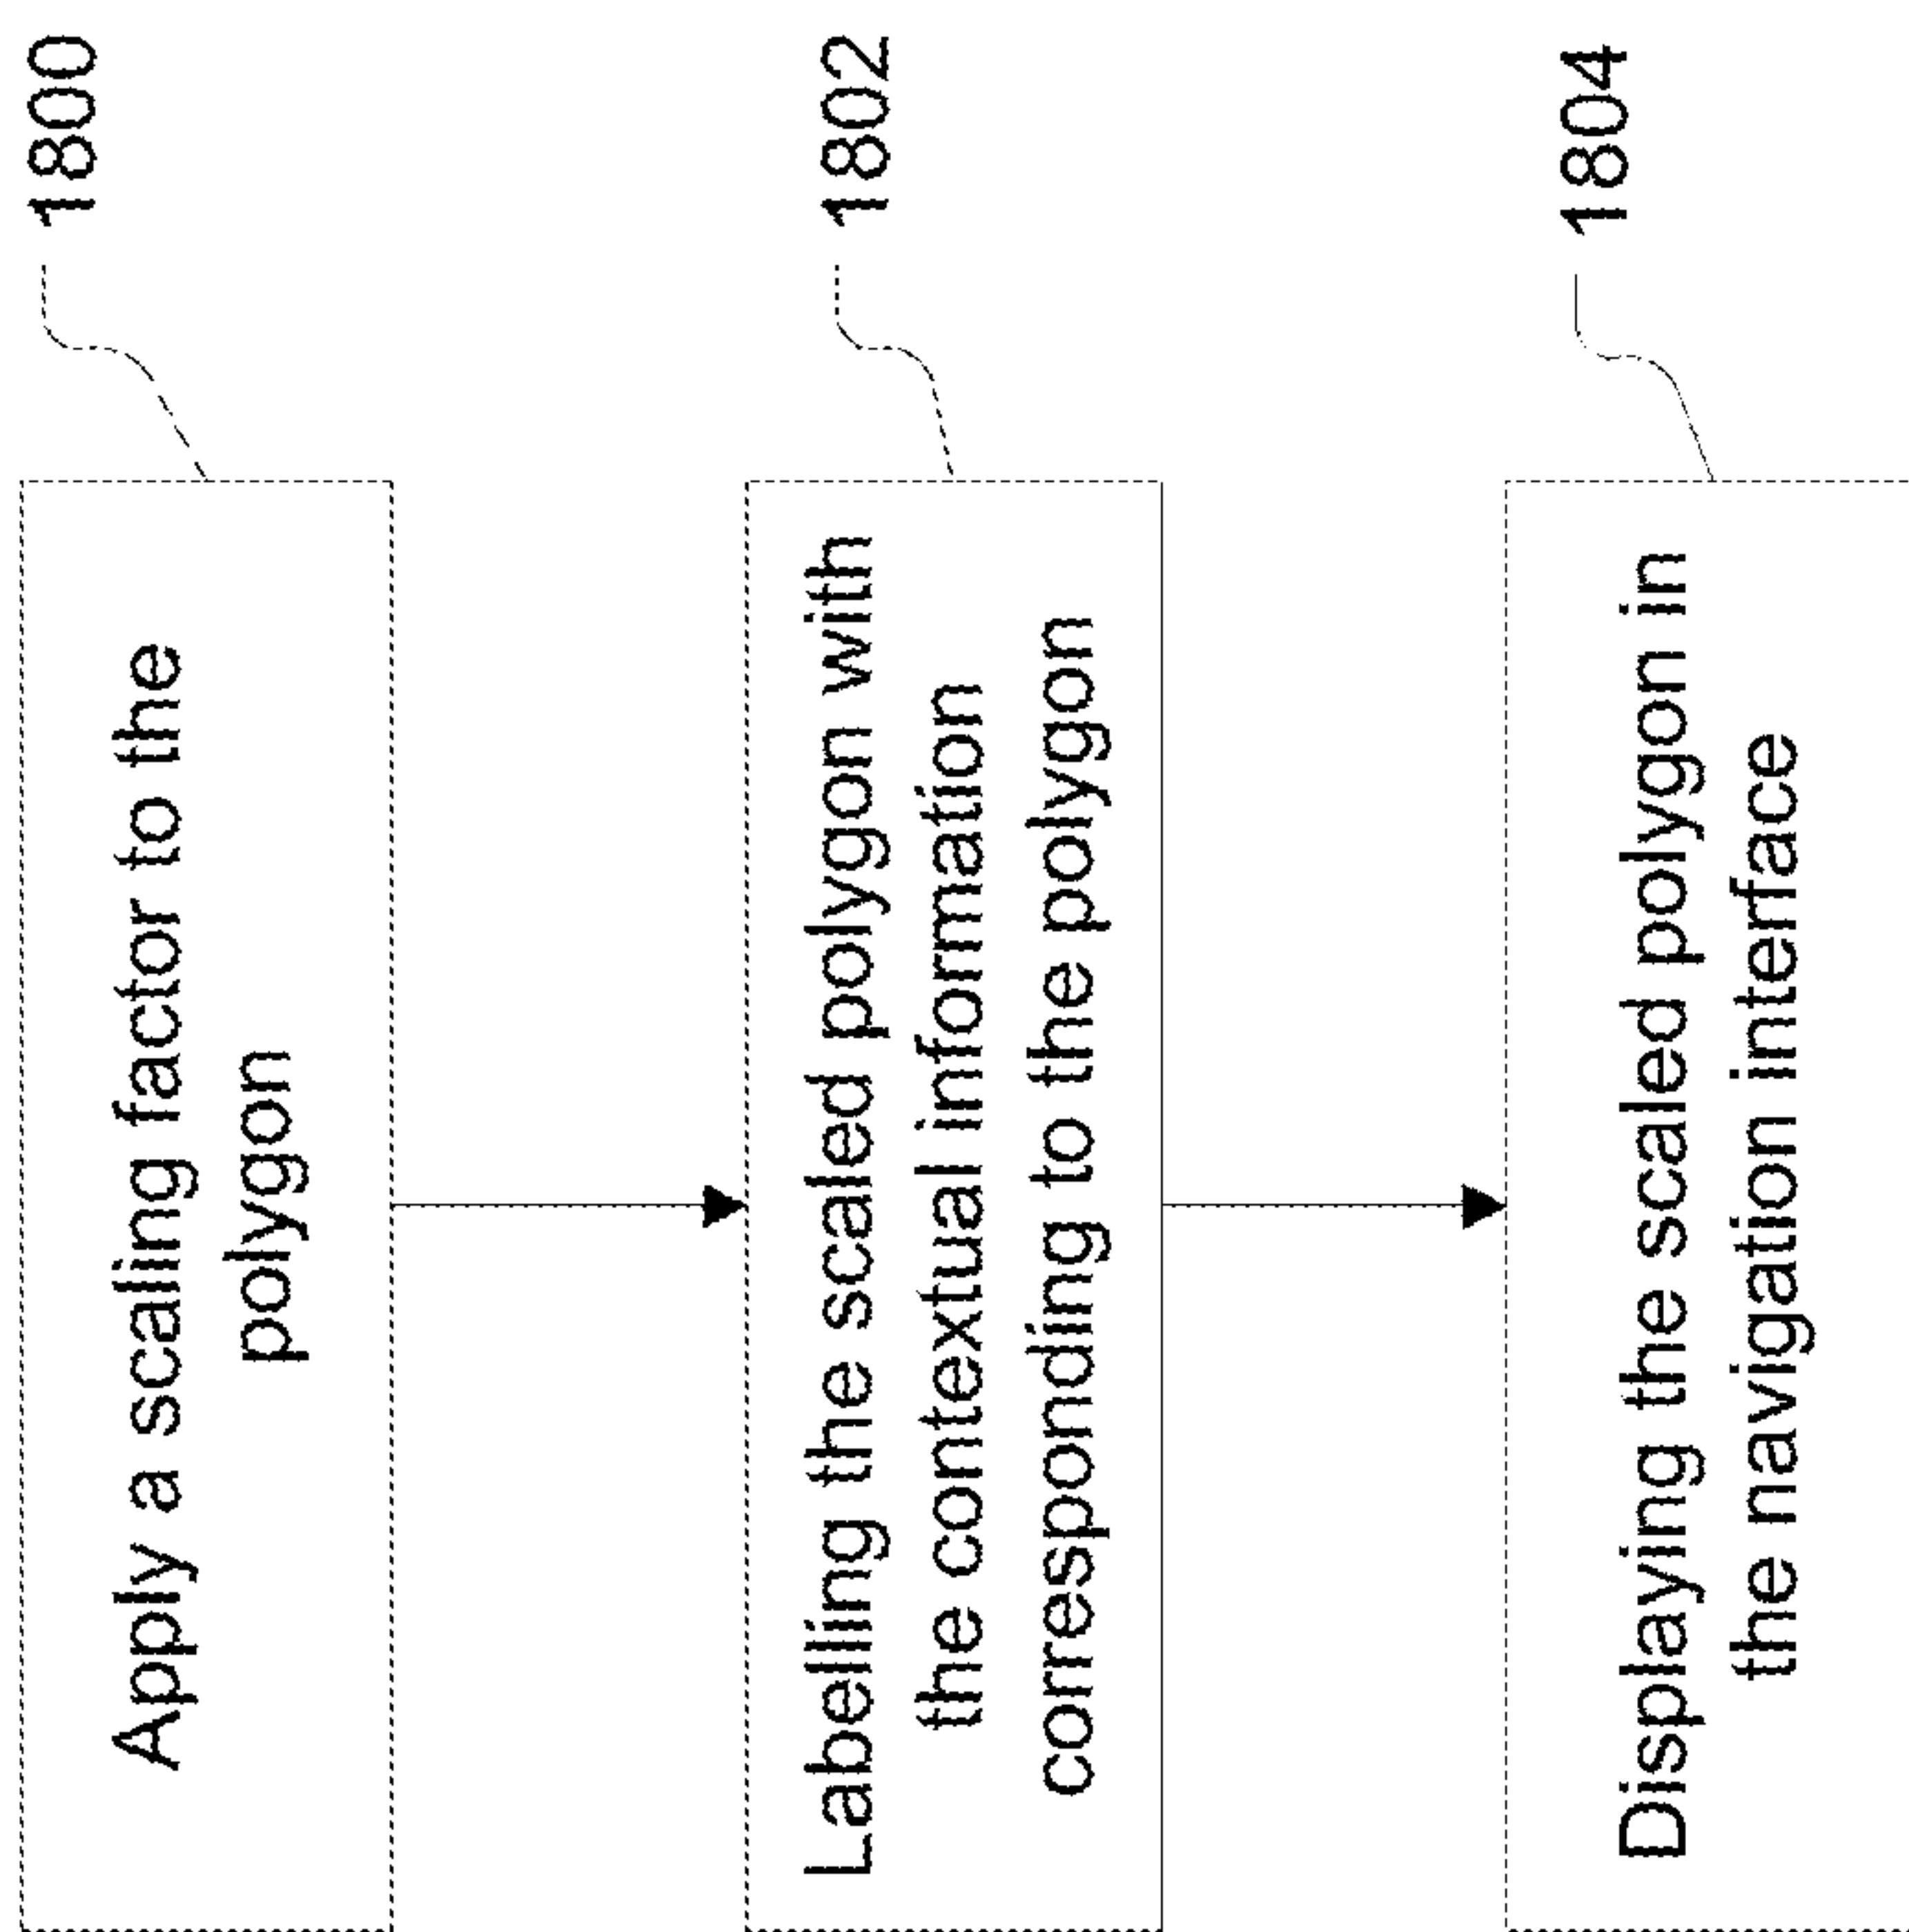 Apply a scaling factor to the
polygon
1800
Labelling the scaled polygon with
the contextual information
corresponding to the polygon
1802
Displaying the scaled polygon in
the navigation interface
1804